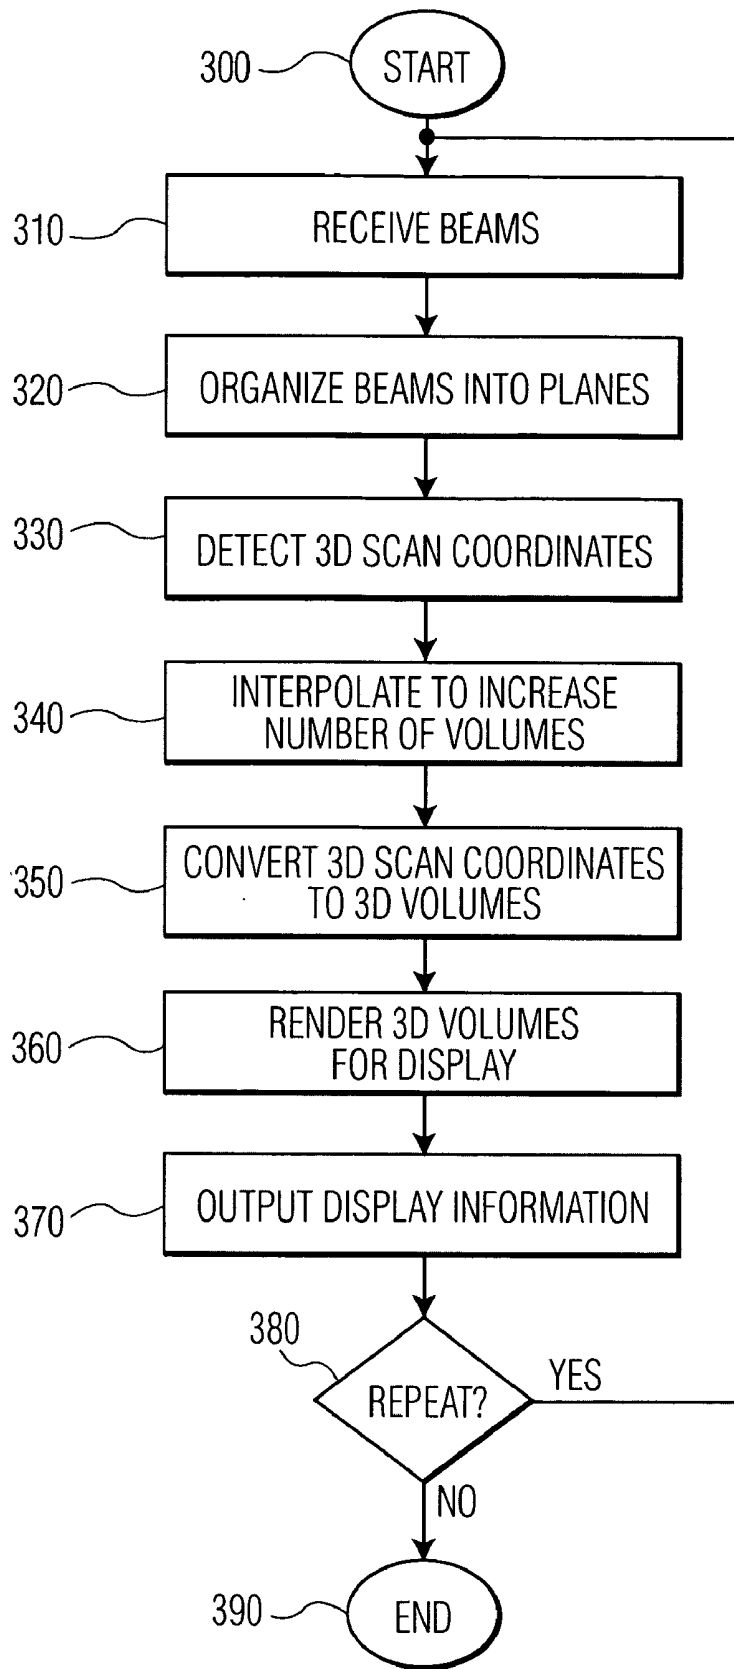 300
START
310
RECEIVE BEAMS
320
ORGANIZE BEAMS INTO PLANES
330
DETECT 3D SCAN COORDINATES
340
INTERPOLATE TO INCREASE
NUMBER OF VOLUMES
350
CONVERT 3D SCAN COORDINATES
TO 3D VOLUMES
360
RENDER 3D VOLUMES
FOR DISPLAY
370
OUTPUT DISPLAY INFORMATION
380
REPEAT?
YES
NO
390
END